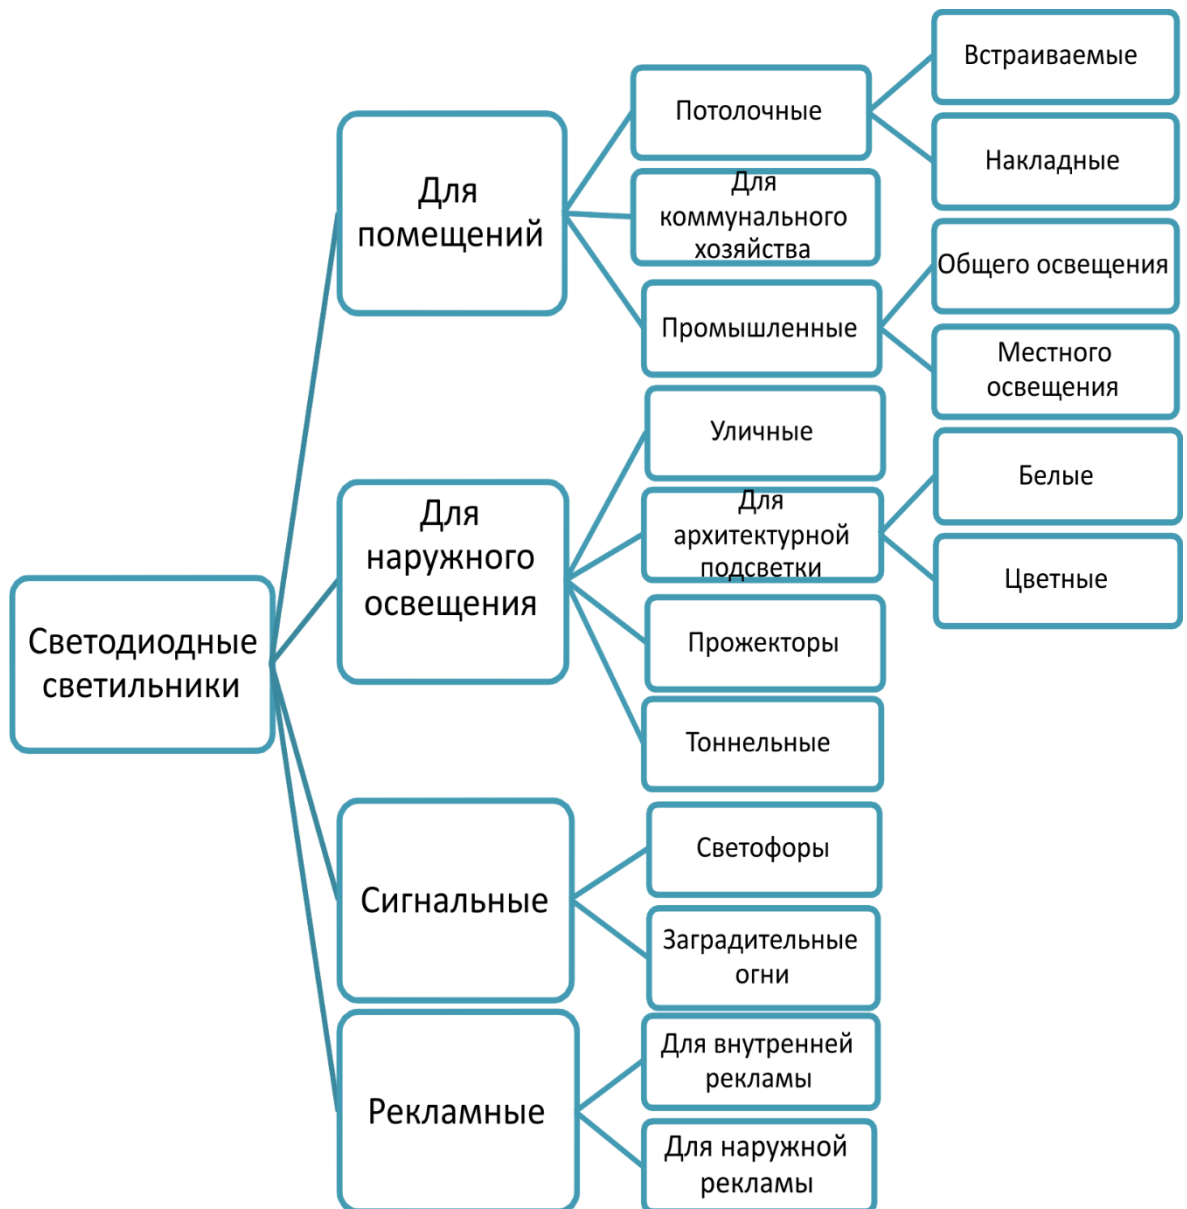 Светодиодные
светильники
Для
помещений
Потолочные
Встраиваемые
Накладные
Для
коммунального
хозяйства
Промышленные
Общего освещения
Местного
освещения
Для
наружного
освещения
Уличные
Для
архитектурной
подсветки
Белые
Цветные
Прожекторы
Тоннельные
Сигнальные
Светофоры
Заградительные
огни
Рекламные
Для внутренней
рекламы
Для наружной
рекламы